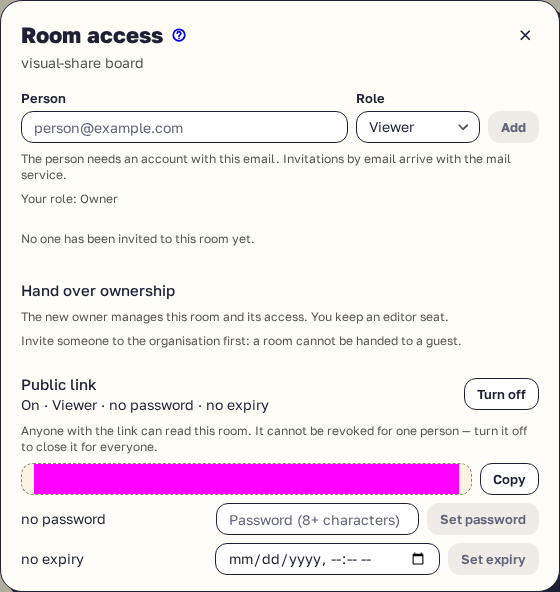 Room access
visual-share board
Person
Role
person@example.com
Viewer
Add
The person needs an account with this email. Invitations by email arrive with the mail
service.
Your role: Owner
No one has been invited to this room yet.
Hand over ownership
The new owner manages this room and its access. You keep an editor seat.
Invite someone to the organisation first: a room cannot be handed to a guest.
Public link
On · Viewer · no password · no expiry
Turn off
Anyone with the link can read this room. It cannot be revoked for one person — turn it off
to close it for everyone.
Copy
no password
Password (8+ characters)
Set password
no expiry
mm/dd/yyyy, --:-- --
Set expiry